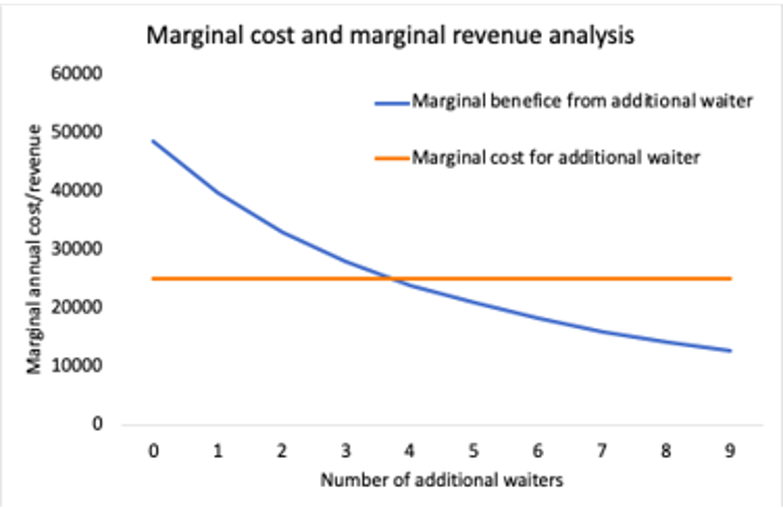 Marginal cost and marginal revenue analysis
60000
50000
40000
30000
20000
10000
0
Marginal annual cost/revenue
Marginal benefice from additional waiter
Marginal cost for additional waiter
0 1 2 3 4 5 6 7 8 9
Number of additional waiters